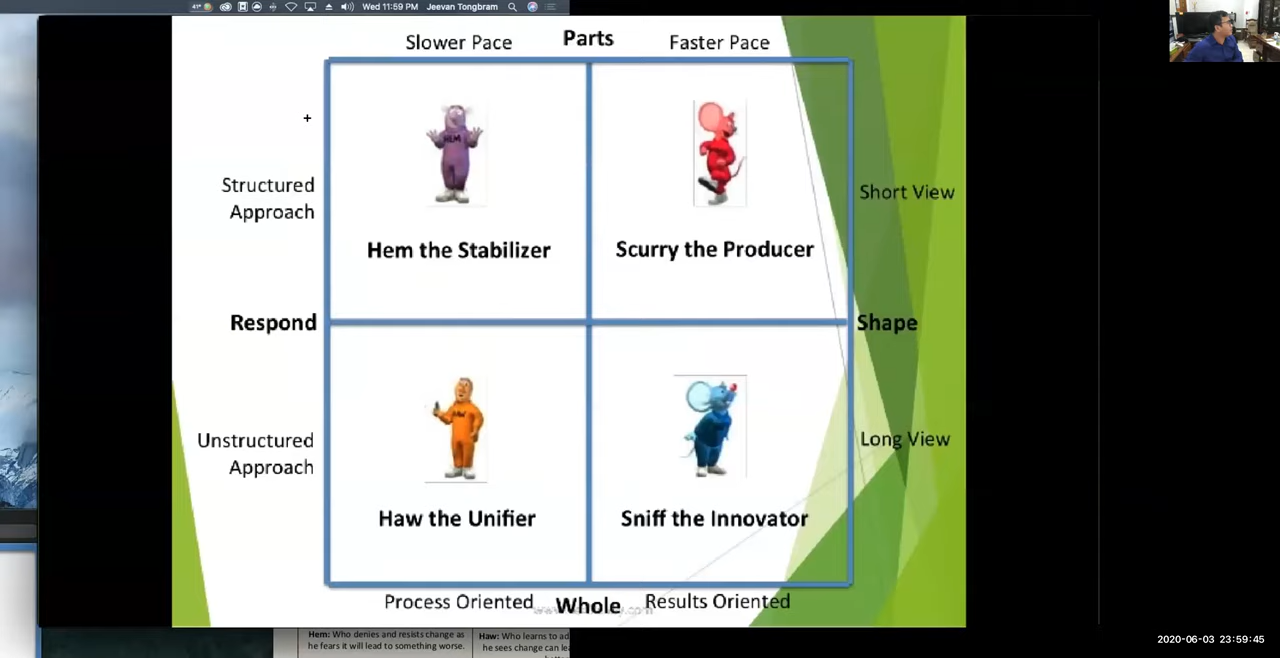 41° Wed 11:59 PM Jeevan Tongbram
Slower Pace Parts Faster Pace
HEM
Structured
Approach
Short View
Hem the Stabilizer Scurry the Producer
Respond Shape
Unstructured
Approach
Long View
Haw the Unifier Sniff the Innovator
Process Oriented Whole Results Oriented
Hem: Who denies and resists change as
he fears it will lead to something worse.
Haw: Who learns to ad
he sees change can lea
2020-06-03 23:59:45